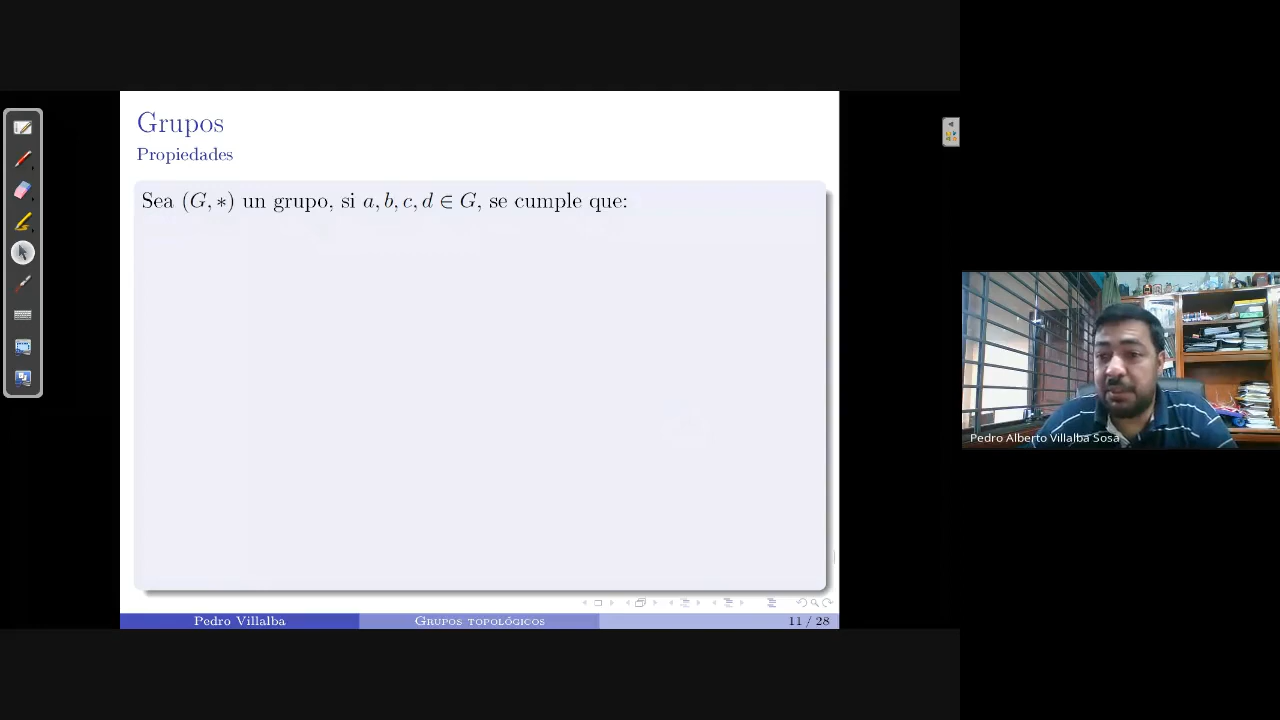 Grupos
Propiedades
Sea (G, ∗) un grupo, si a, b, c, d ∈ G, se cumple que:
Pedro Alberto Villalba Sosa
Pedro Villalba
Grupos topológicos
11 / 28